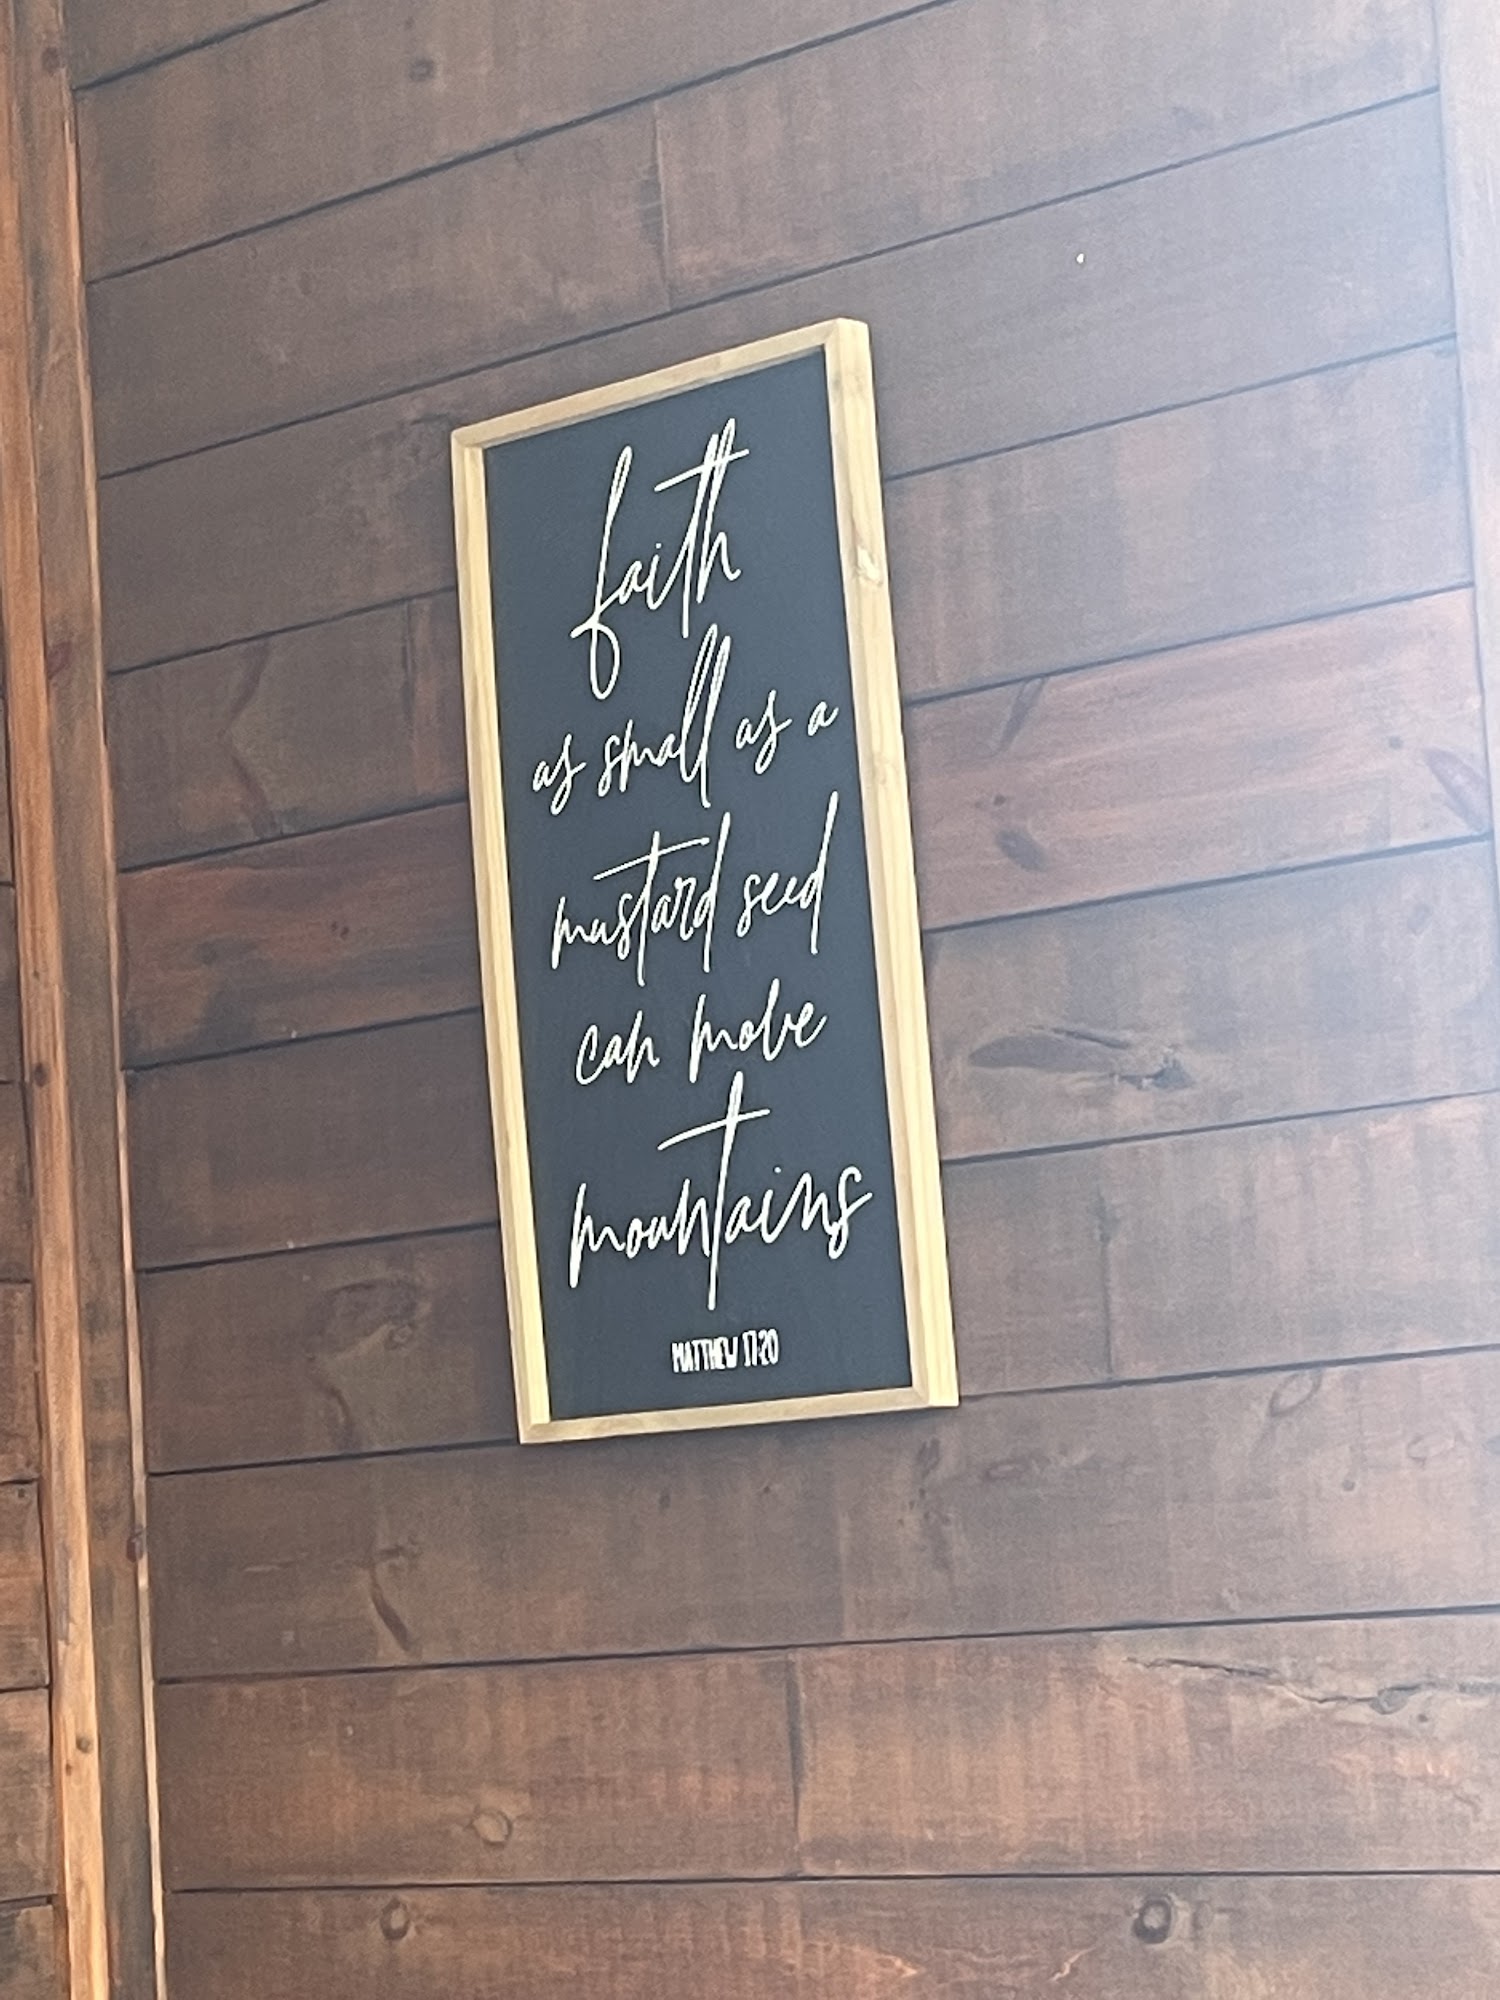 faith
as small as a
mustard seed
can move
mountains
MATTHEW 17:20